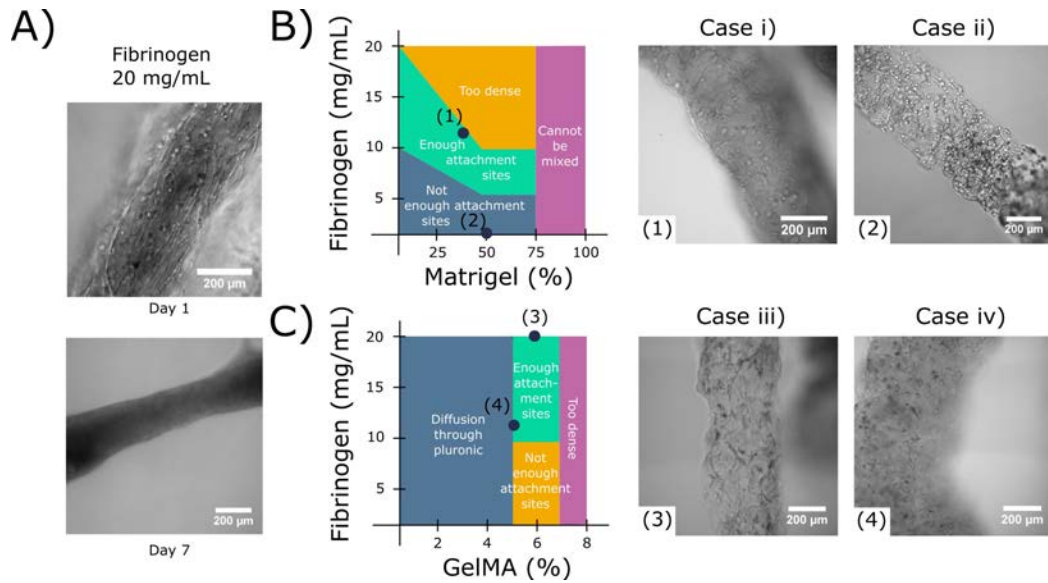 A)
Fibrinogen
20 mg/mL
200 µm
Day 1
200 µm
Day 7
B)
Fibrinogen (mg/mL)
20
15
10
5
Too dense
(1)
Enough
attachment
sites
Cannot
be
mixed
Not
enough attachment
sites
(2)
25
50
75
100
Matrigel (%)
Case i)
200 µm
(1)
Case ii)
200 µm
(2)
C)
Fibrinogen (mg/mL)
20
15
10
5
(3)
Enough
attach-
ment
sites
(4)
Diffusion
through
pluronic
Too dense
Not
enough
attachment
sites
2
4
6
8
GelMA (%)
Case iii)
200 µm
(3)
Case iv)
200 µm
(4)